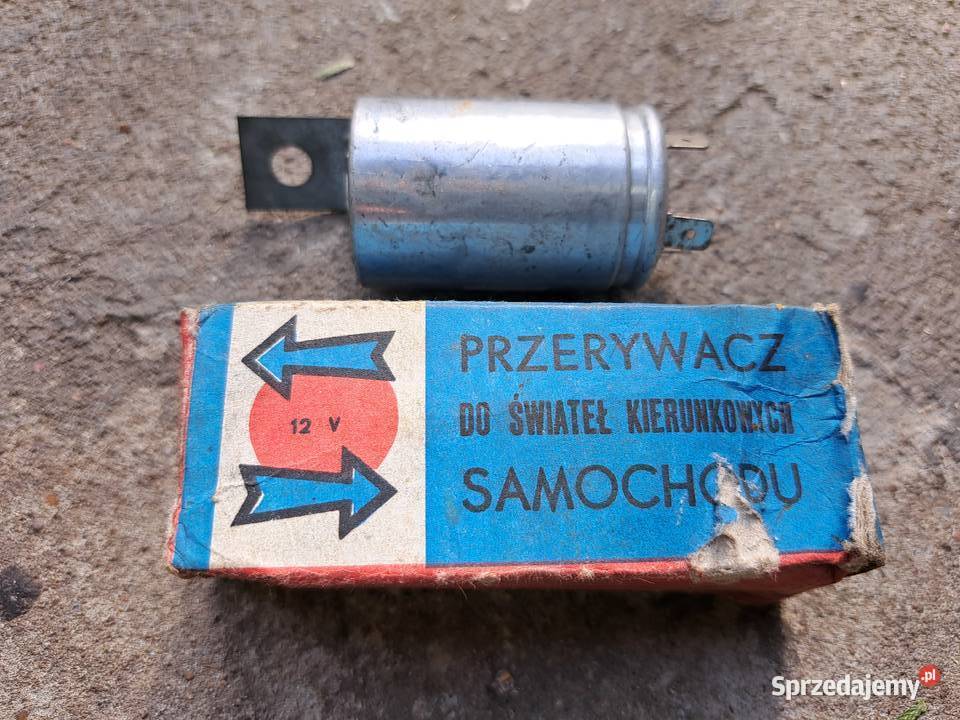 12 V
PRZERYWACZ
DO ŚWIATEŁ KIERUNKOWYCH
SAMOCHODU
Sprzedajemy.pl